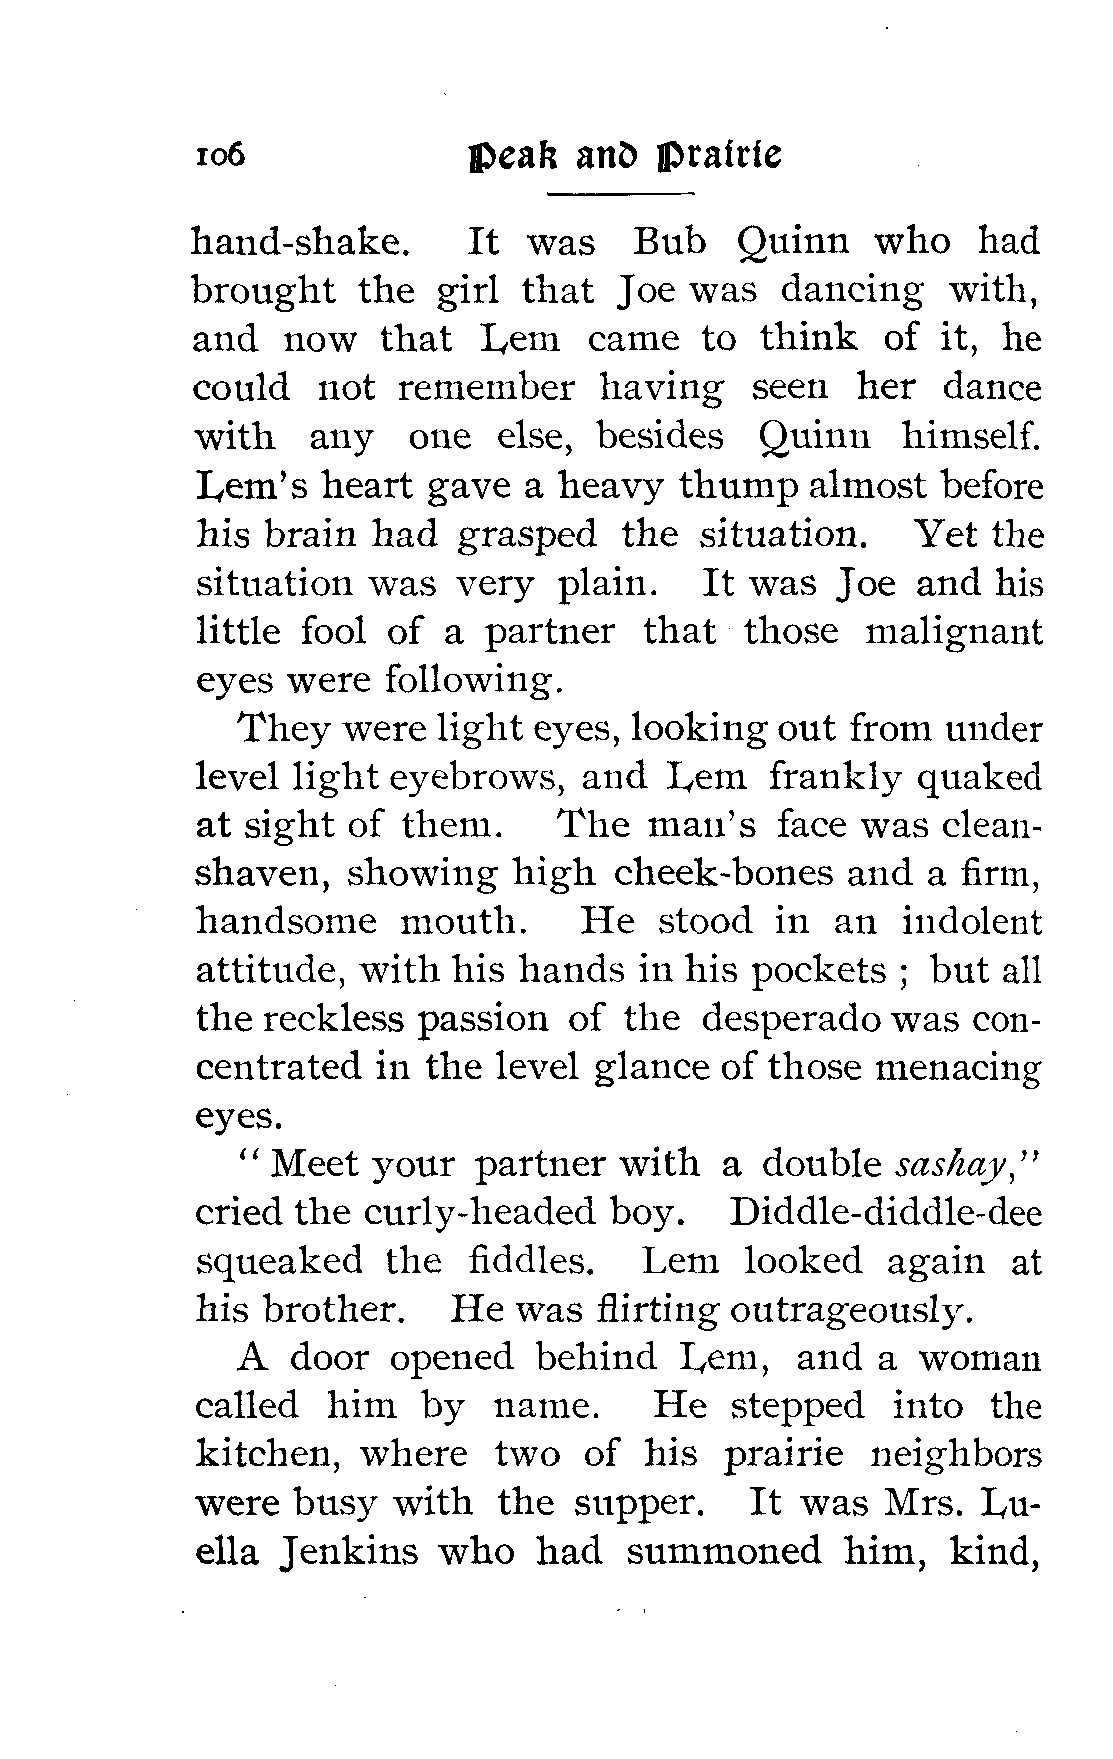 106 Peak and Prairie
hand-shake. It was Bub Quinn who had
brought the girl that Joe was dancing with,
and now that Lem came to think of it, he
could not remember having seen her dance
with any one else, besides Quinn himself.
Lem's heart gave a heavy thump almost before
his brain had grasped the situation. Yet the
situation was very plain. It was Joe and his
little fool of a partner that those malignant
eyes were following.
They were light eyes, looking out from under
level light eyebrows, and Lem frankly quaked
at sight of them. The man's face was clean-
shaven, showing high cheek-bones and a firm,
handsome mouth. He stood in an indolent
attitude, with his hands in his pockets ; but all
the reckless passion of the desperado was con-
centrated in the level glance of those menacing
eyes.
" Meet your partner with a double sashay,"
cried the curly-headed boy. Diddle-diddle-dee
squeaked the fiddles. Lem looked again at
his brother. He was flirting outrageously.
A door opened behind Lem, and a woman
called him by name. He stepped into the
kitchen, where two of his prairie neighbors
were busy with the supper. It was Mrs. Lu-
ella Jenkins who had summoned him, kind,